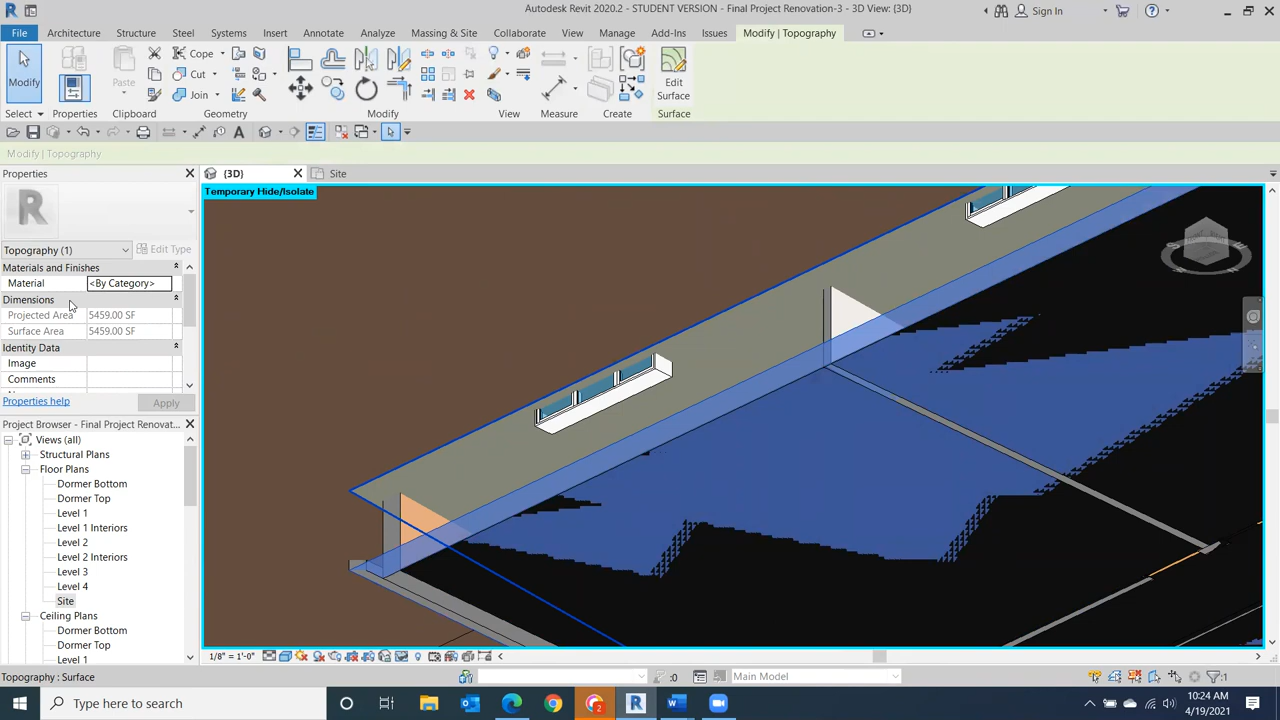 Autodesk Revit 2020.2 - STUDENT VERSION - Final Project Renovation-3 - 3D View: {3D}
Sign In
File Architecture Structure Steel Systems Insert Annotate Analyze Massing & Site Collaborate View Manage Add-Ins Issues Modify | Topography
Modify
Paste
Cope
Cut
Join
Edit
Surface
Select Properties Clipboard Geometry Modify View Measure Create Surface
Modify | Topography
Properties
{3D}
Site
Temporary Hide/Isolate
R
Topography (1)
Edit Type
Materials and Finishes
Material <By Category>
Dimensions
Projected Area 5459.00 SF
Surface Area 5459.00 SF
Identity Data
Image
Comments
Properties help
Apply
Project Browser - Final Project Renovat...
Views (all)
Structural Plans
Floor Plans
Dormer Bottom
Dormer Top
Level 1
Level 1 Interiors
Level 2
Level 2 Interiors
Level 3
Level 4
Site
Ceiling Plans
Dormer Bottom
Dormer Top
Level 1
1/8" = 1'-0"
Topography : Surface
:0
Main Model
:1
Type here to search
2
10:24 AM
4/19/2021